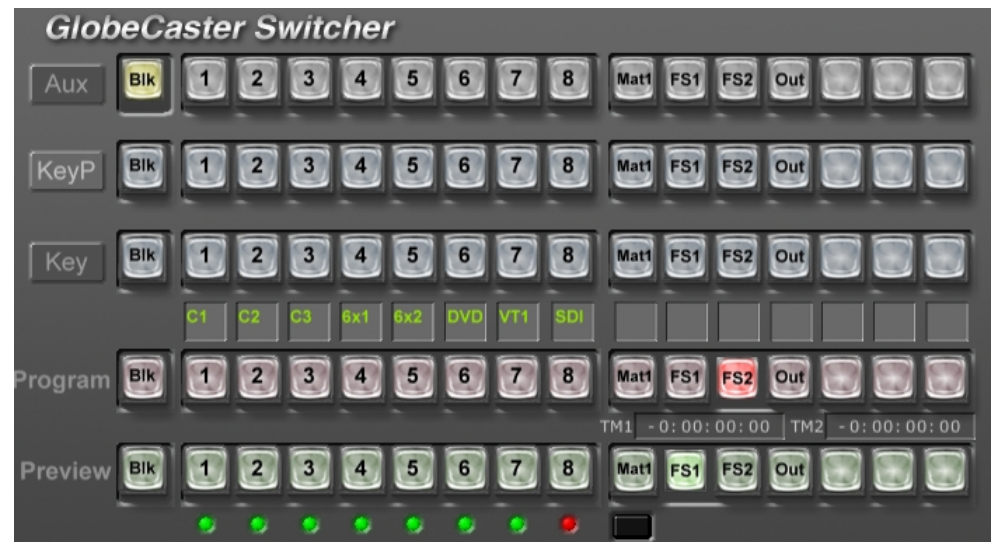 GlobeCaster Switcher
Aux Blk 1 2 3 4 5 6 7 8 Mat1 FS1 FS2 Out
KeyP Blk 1 2 3 4 5 6 7 8 Mat1 FS1 FS2 Out
Key Blk 1 2 3 4 5 6 7 8 Mat1 FS1 FS2 Out
C1 C2 C3 6x1 6x2 DVD VT1 SDI
Program Blk 1 2 3 4 5 6 7 8 Mat1 FS1 FS2 Out
TM1 - 0: 00: 00: 00 TM2 - 0: 00: 00: 00
Preview Blk 1 2 3 4 5 6 7 8 Mat1 FS1 FS2 Out